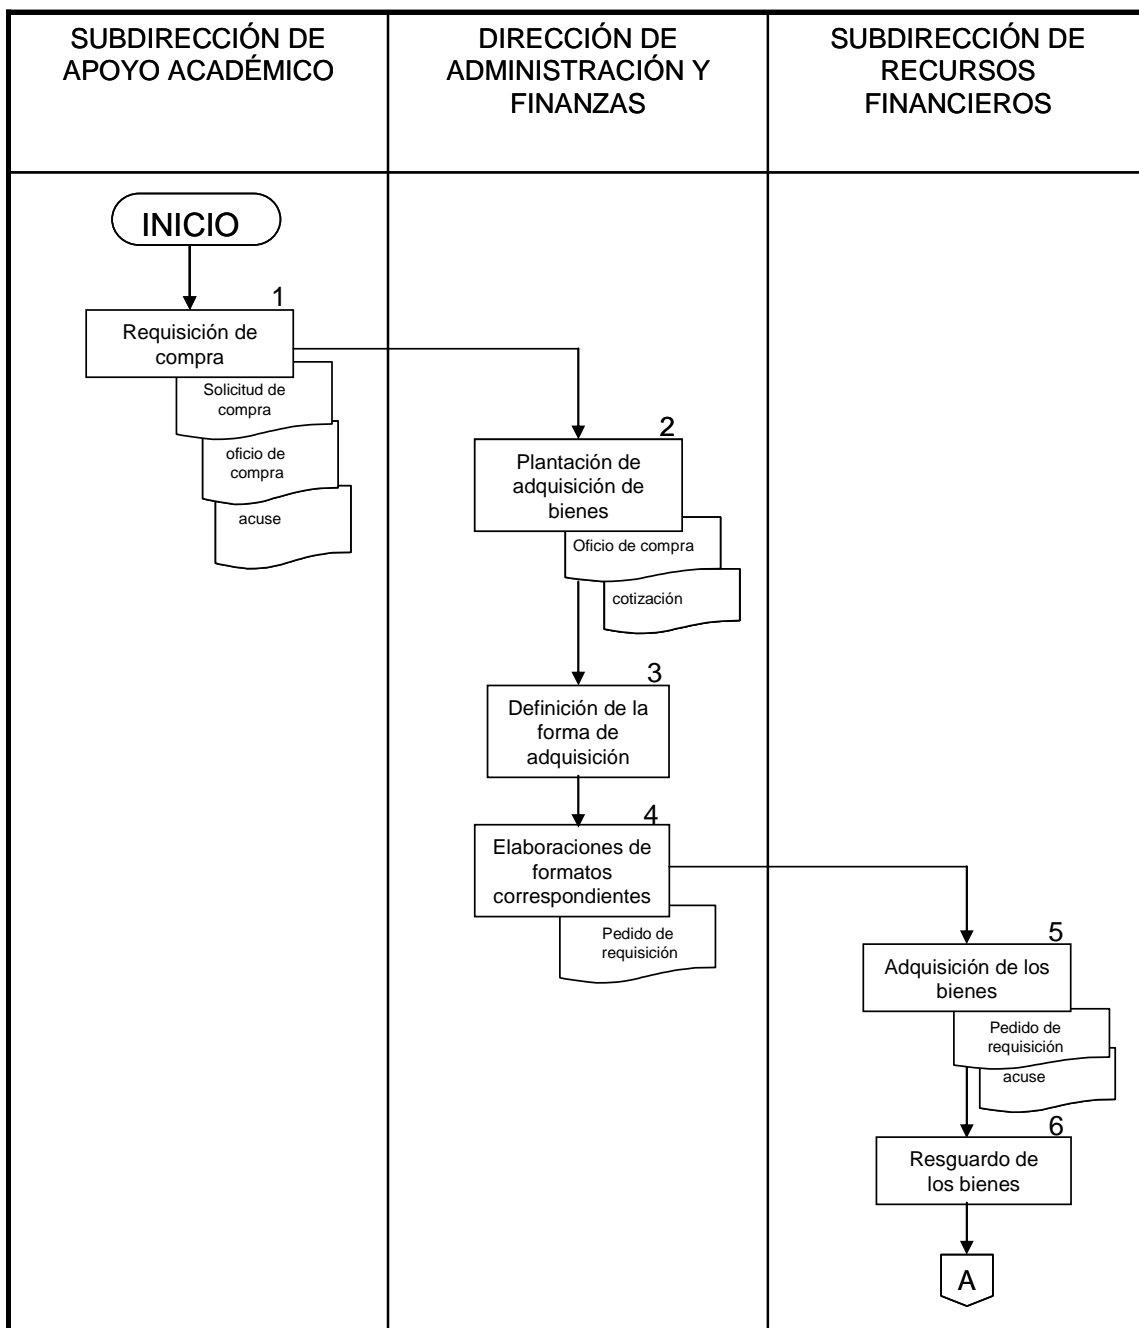 SUBDIRECCIÓN DE
APOYO ACADÉMICO
DIRECCIÓN DE
ADMINISTRACIÓN Y
FINANZAS
SUBDIRECCIÓN DE
RECURSOS
FINANCIEROS
INICIO
1
Requisición de
compra
Solicitud de
compra
oficio de
compra
acuse
2
Plantación de
adquisición de
bienes
Oficio de compra
cotización
3
Definición de la
forma de
adquisición
4
Elaboraciones de
formatos
correspondientes
Pedido de
requisición
5
Adquisición de los
bienes
Pedido de
requisición
acuse
6
Resguardo de
los bienes
A